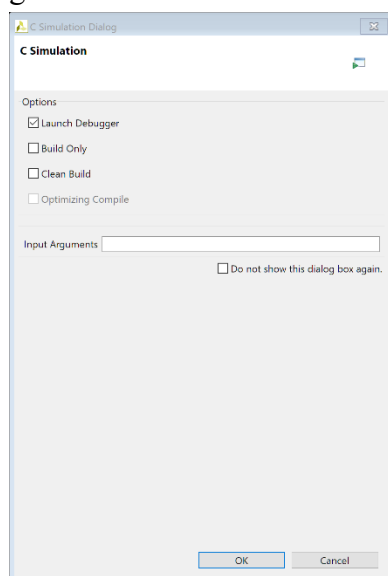 C Simulation Dialog
C Simulation
Options
Launch Debugger
Build Only
Clean Build
Optimizing Compile
Input Arguments
Do not show this dialog box again.
OK Cancel